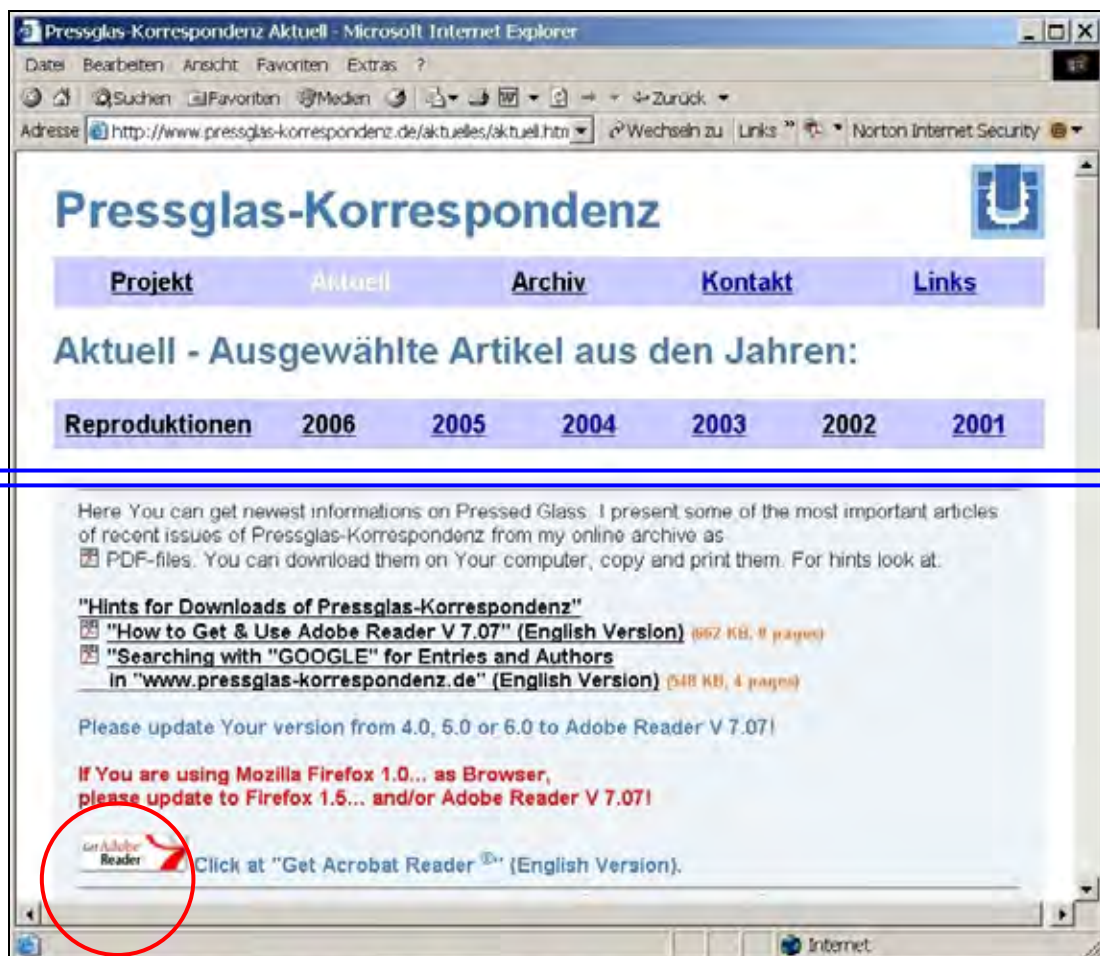 Pressglas-Korrespondenz Aktuell - Microsoft Internet Explorer
Datei Bearbeiten Ansicht Favoriten Extras ?
Suchen Favoriten Medien Zurück
Adresse http://www.pressglas-korrespondenz.de/aktuelles/aktuell.htm Wechseln zu Links » Norton Internet Security
Pressglas-Korrespondenz
Projekt Aktuell Archiv Kontakt Links
Aktuell - Ausgewählte Artikel aus den Jahren:
Reproduktionen 2006 2005 2004 2003 2002 2001
Here You can get newest informations on Pressed Glass. I present some of the most important articles
of recent issues of Pressglas-Korrespondenz from my online archive as
PDF-files. You can download them on Your computer, copy and print them. For hints look at:
"Hints for Downloads of Pressglas-Korrespondenz"
"How to Get & Use Adobe Reader V 7.07" (English Version) (662 KB, 8 pages)
"Searching with "GOOGLE" for Entries and Authors
in "www.pressglas-korrespondenz.de" (English Version) (548 KB, 4 pages)
Please update Your version from 4.0, 5.0 or 6.0 to Adobe Reader V 7.07!
If You are using Mozilla Firefox 1.0... as Browser,
please update to Firefox 1.5... and/or Adobe Reader V 7.07!
Get Adobe
Reader
Click at "Get Acrobat Reader ®" (English Version).
Internet